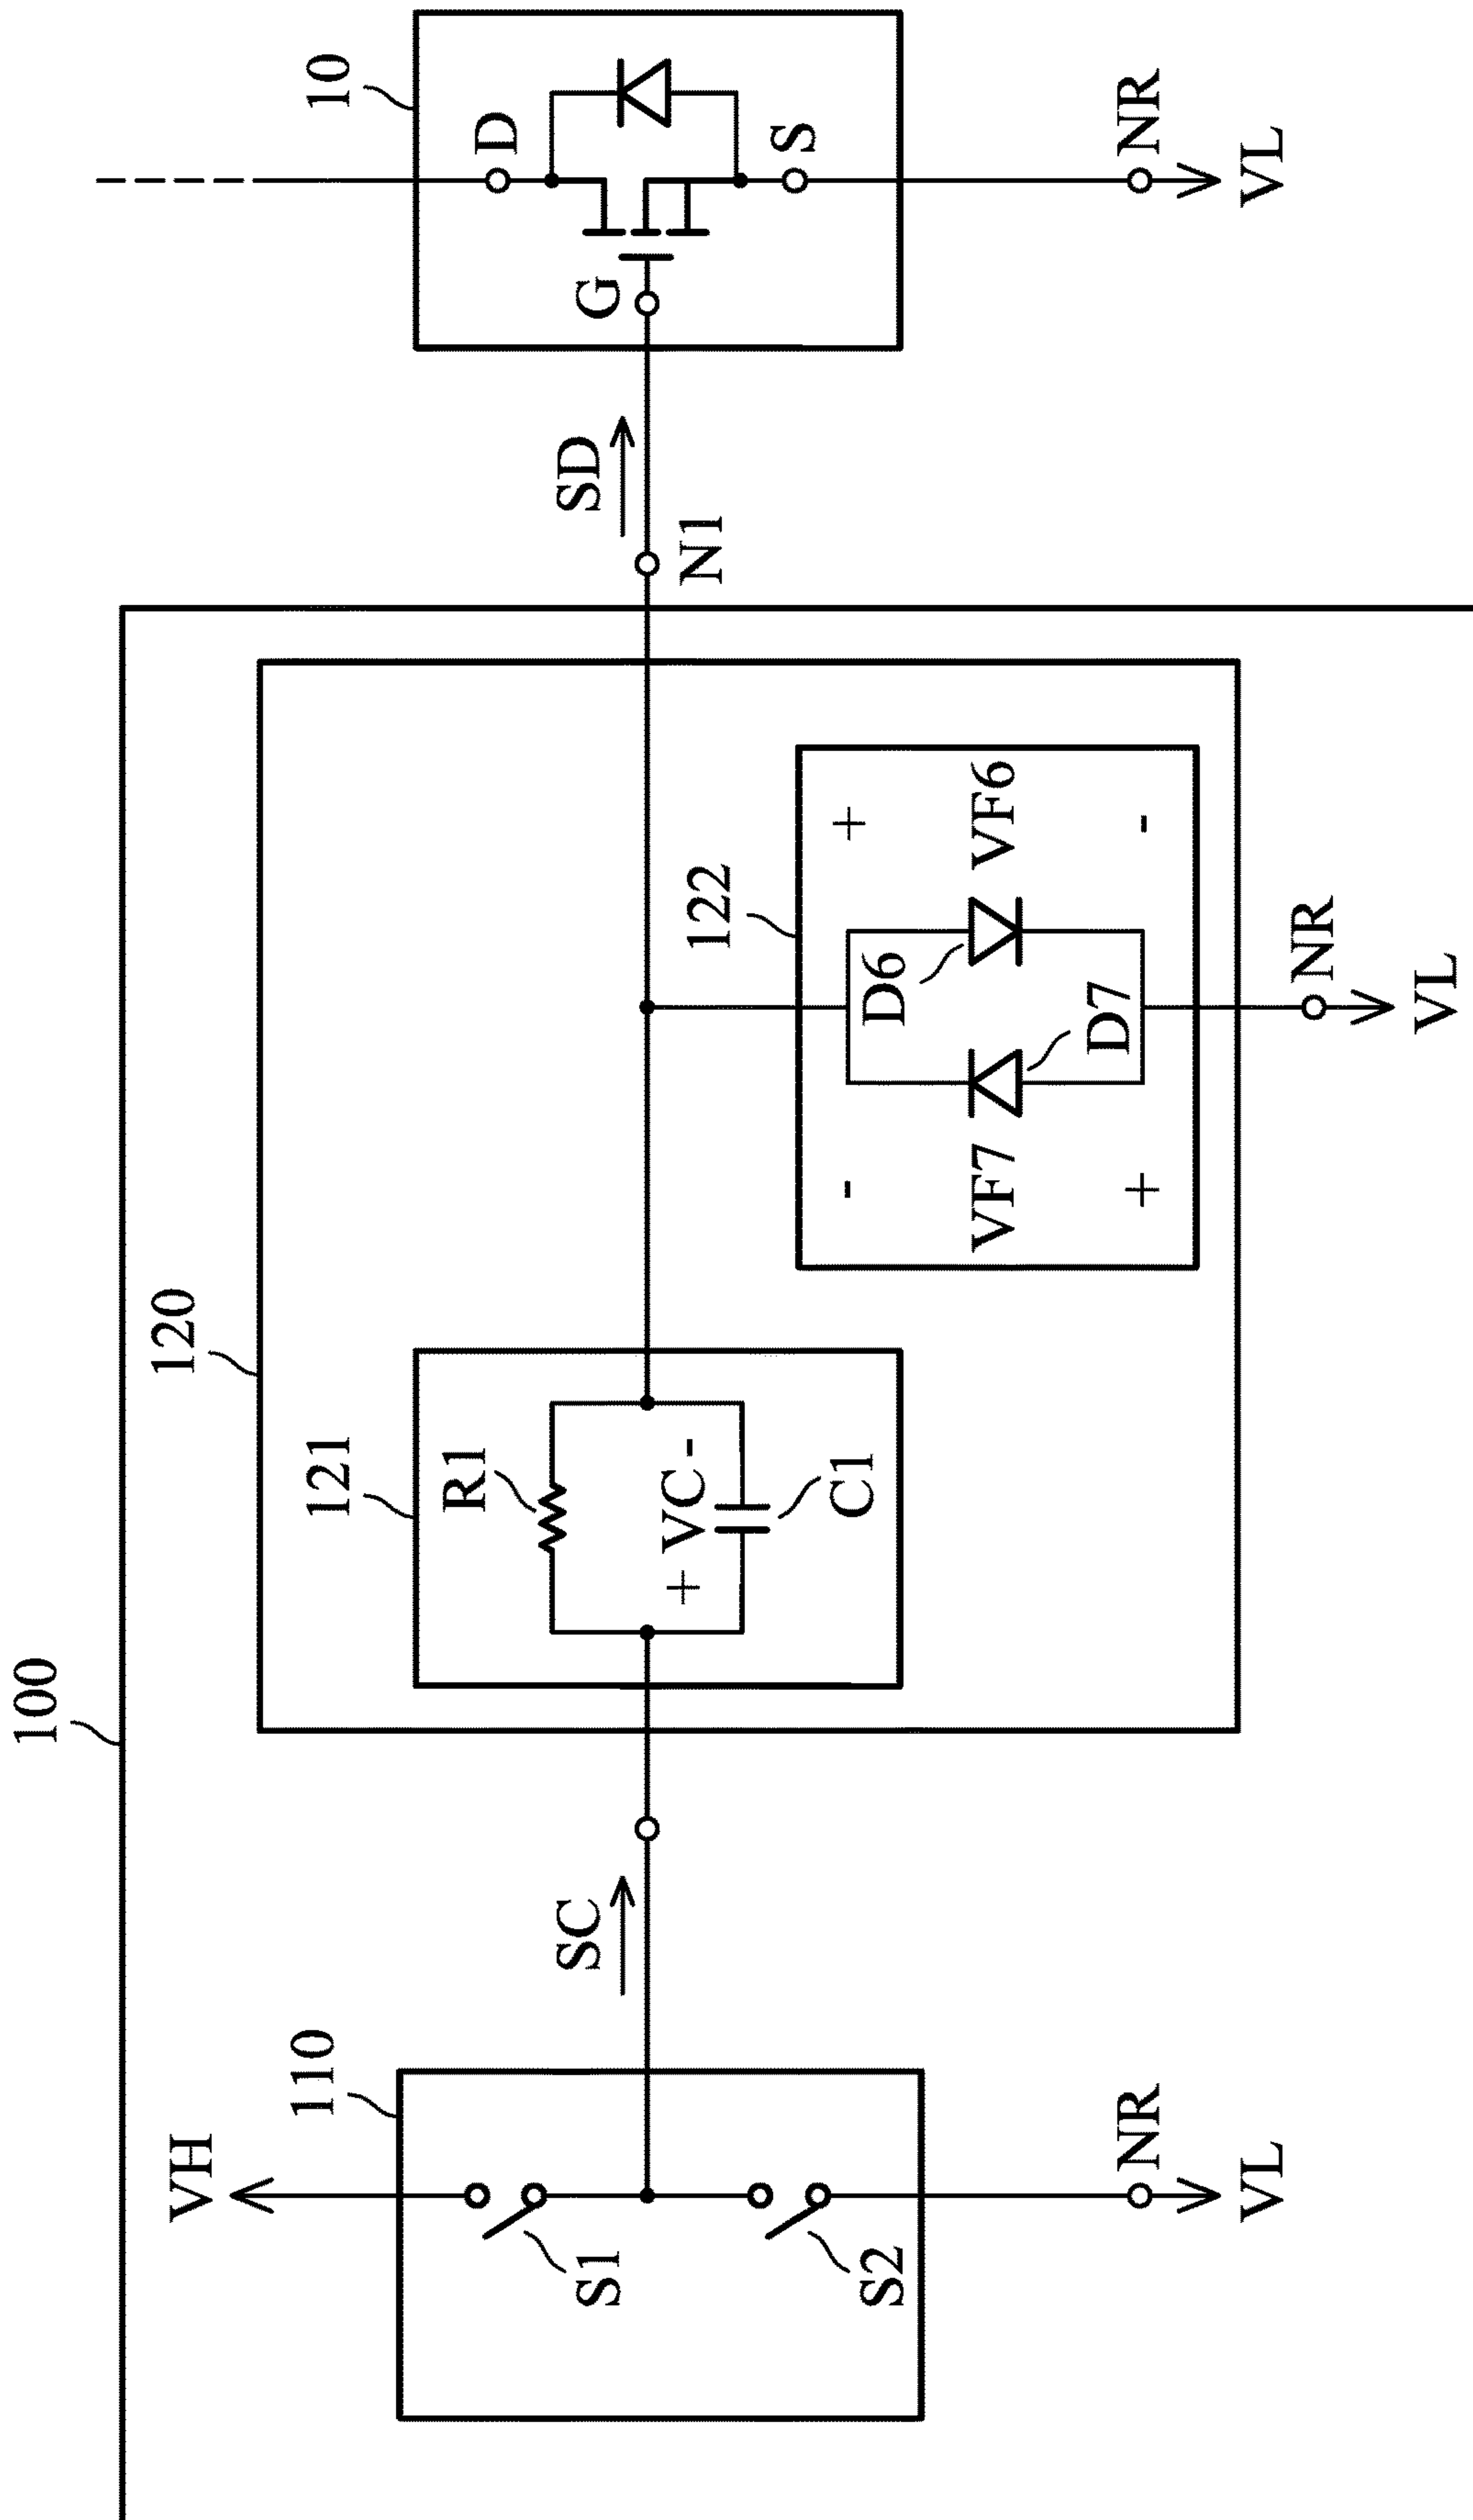 100
120
110
VH
S1
S2
NR
VL
SC
121
R1
+ VC -
C1
122
- +
VF7 D7 D6 VF6
+ -
NR
VL
N1
SD
10
D
G
S
NR
VL